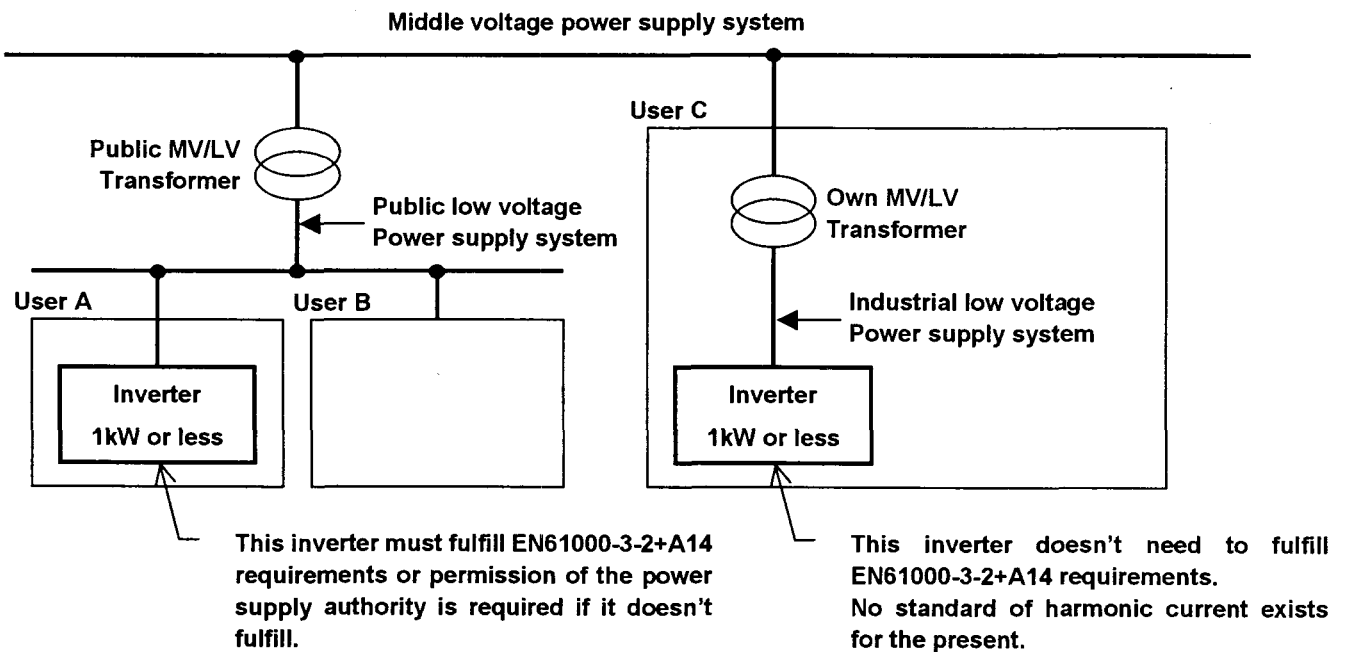 Middle voltage power supply system
User C
Public MV/LV
Transformer
Own MV/LV
Transformer
Public low voltage
Power supply system
User A
User B
Industrial low voltage
Power supply system
Inverter
1kW or less
Inverter
1kW or less
This inverter must fulfill EN61000-3-2+A14
requirements or permission of the power
supply authority is required if it doesn't
fulfill.
This inverter doesn't need to fulfill
EN61000-3-2+A14 requirements.
No standard of harmonic current exists
for the present.